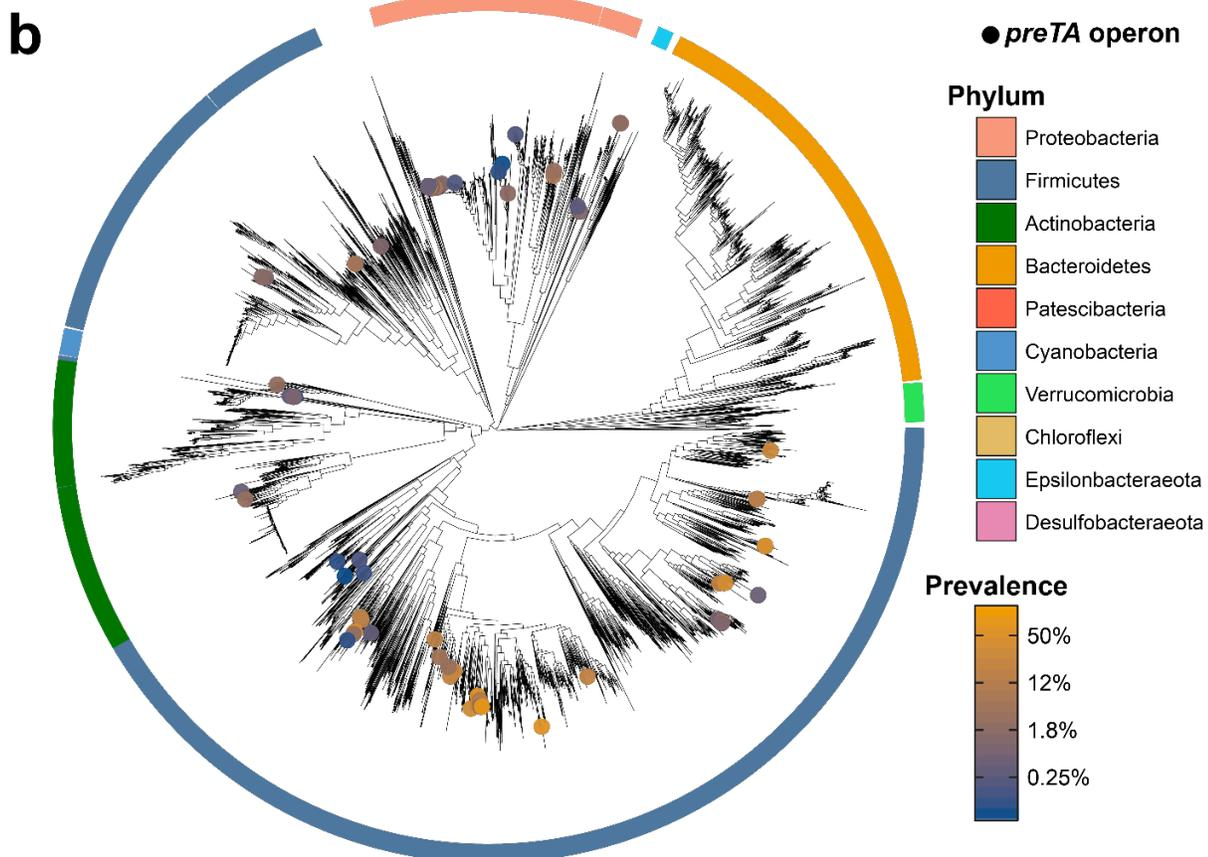 b
preTA operon
Phylum
Proteobacteria
Firmicutes
Actinobacteria
Bacteroidetes
Patescibacteria
Cyanobacteria
Verrucomicrobia
Chloroflexi
Epsilonbacteraeota
Desulfobacteraeota
Prevalence
50%
12%
1.8%
0.25%